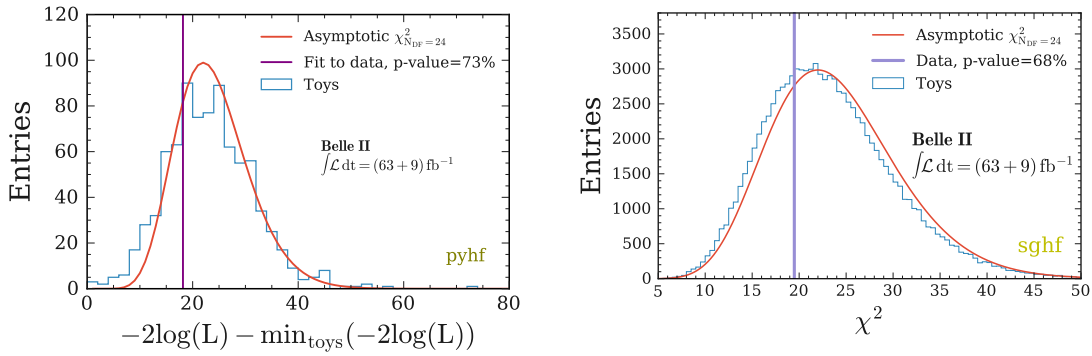 120
100
80
60
40
20
0
Entries
0 20 40 60 80
−2log(L) − min_toys(−2log(L))
Asymptotic χ²_{N_DF=24}
Fit to data, p-value=73%
Toys
Belle II
∫ℒ dt = (63 + 9) fb⁻¹
pyhf
3500
3000
2500
2000
1500
1000
500
0
Entries
5 10 15 20 25 30 35 40 45 50
χ²
Asymptotic χ²_{N_DF=24}
Data, p-value=68%
Toys
Belle II
∫ℒ dt = (63 + 9) fb⁻¹
sghf